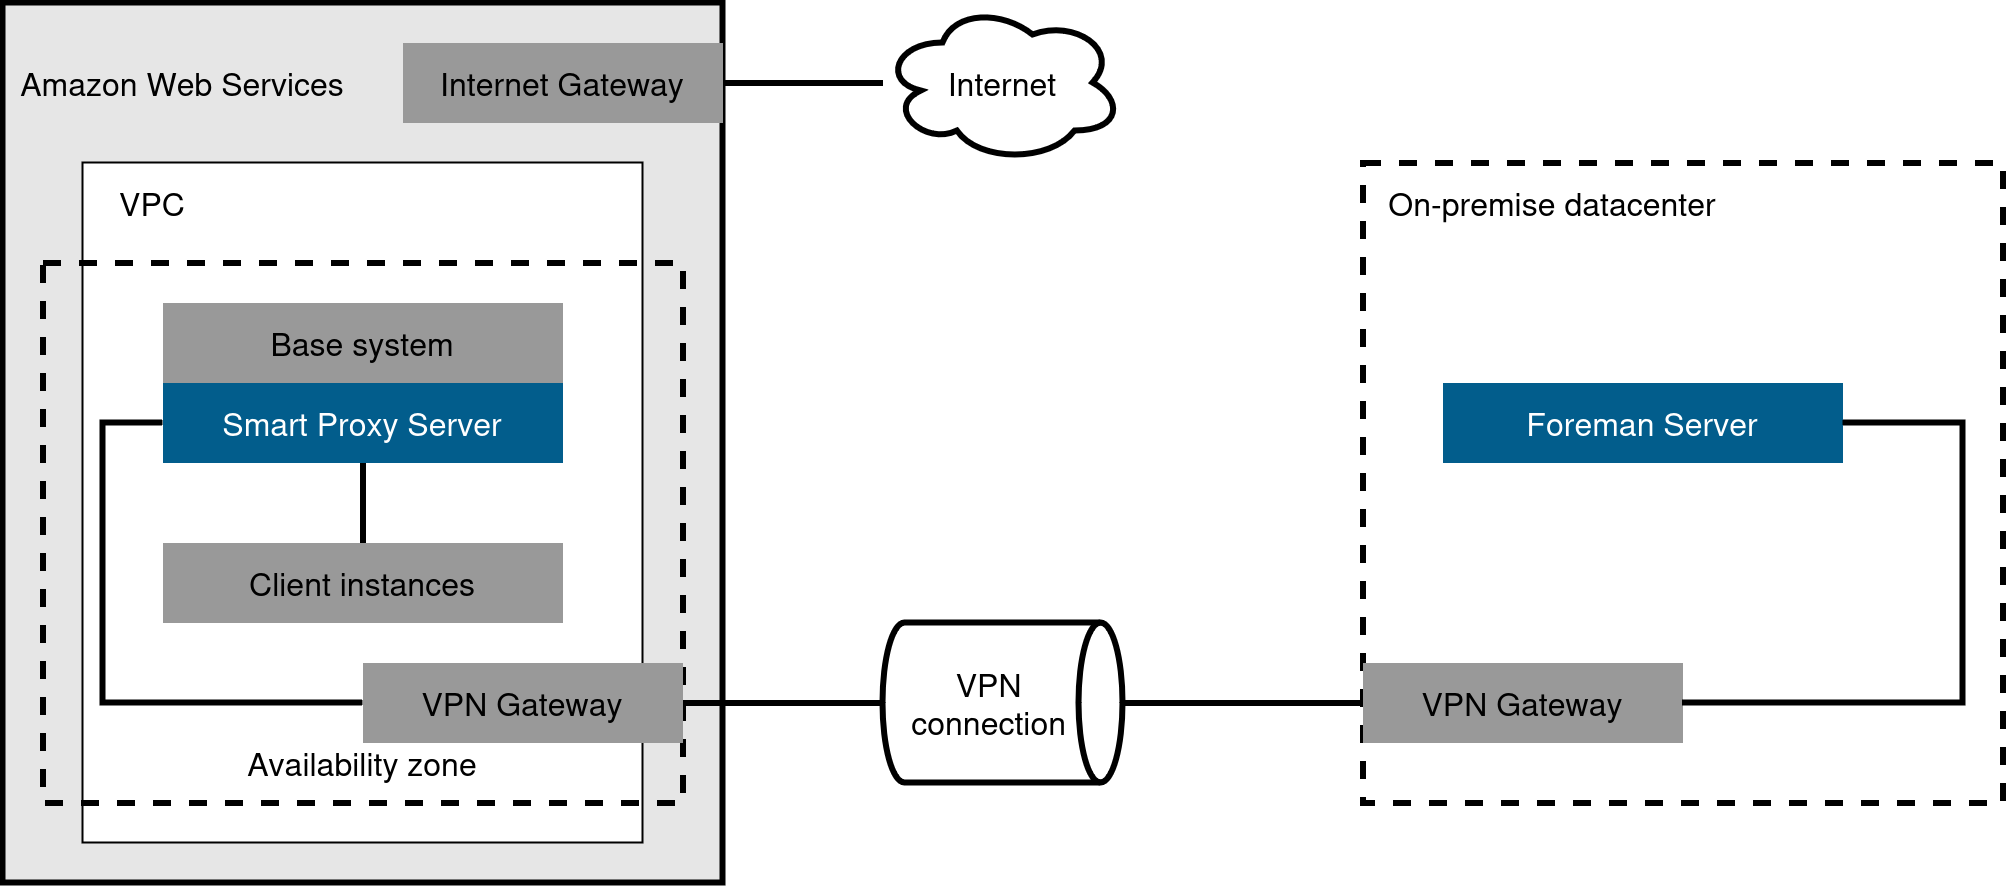 Amazon Web Services
Internet Gateway
Internet
VPC
On-premise datacenter
Base system
Smart Proxy Server
Foreman Server
Client instances
VPN Gateway
VPN
connection
VPN Gateway
Availability zone